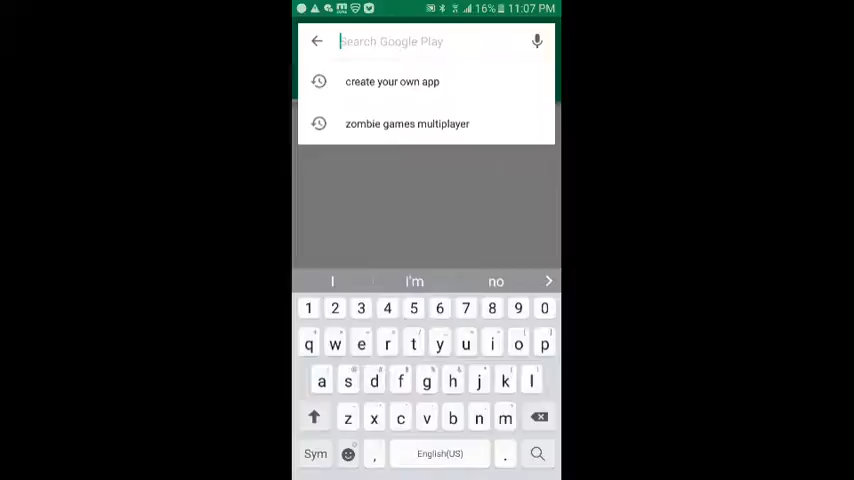 16% 11:07 PM
Search Google Play
create your own app
zombie games multiplayer
I I'm no
1 2 3 4 5 6 7 8 9 0
q w e r t y u i o p
a s d f g h j k l
z x c v b n m
Sym , English(US) .